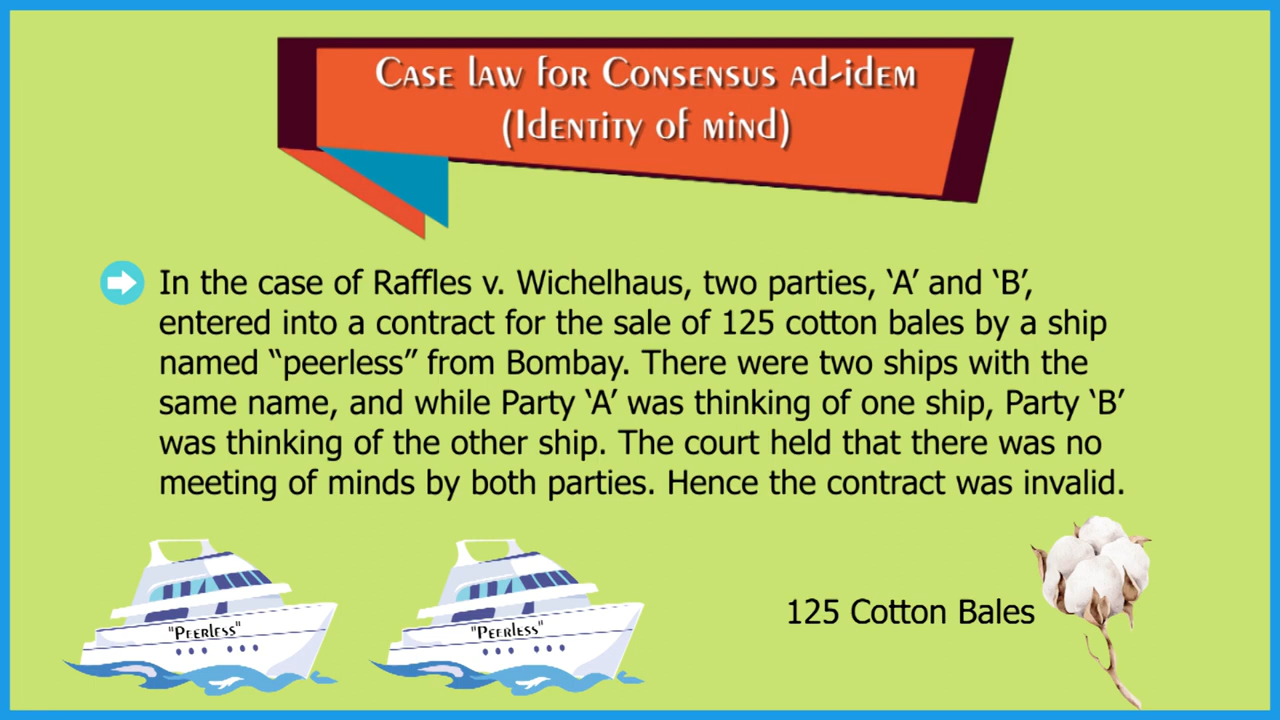 Case law for Consensus ad-idem
(Identity of mind)
In the case of Raffles v. Wichelhaus, two parties, ‘A’ and ‘B’,
entered into a contract for the sale of 125 cotton bales by a ship
named “peerless” from Bombay. There were two ships with the
same name, and while Party ‘A’ was thinking of one ship, Party ‘B’
was thinking of the other ship. The court held that there was no
meeting of minds by both parties. Hence the contract was invalid.
"Peerless"
"Peerless"
125 Cotton Bales